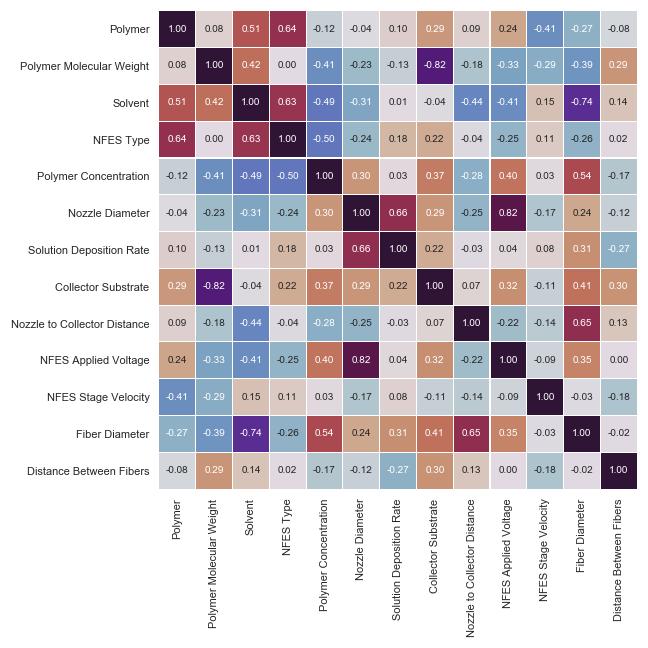 Polymer 1.00 0.08 0.51 0.64 -0.12 -0.04 0.10 0.29 0.09 0.24 -0.41 -0.27 -0.08
Polymer Molecular Weight 0.08 1.00 0.42 0.00 -0.41 -0.23 -0.13 -0.82 -0.18 -0.33 -0.29 -0.39 0.29
Solvent 0.51 0.42 1.00 0.63 -0.49 -0.31 0.01 -0.04 -0.44 -0.41 0.15 -0.74 0.14
NFES Type 0.64 0.00 0.63 1.00 -0.50 -0.24 0.18 0.22 -0.04 -0.25 0.11 -0.26 0.02
Polymer Concentration -0.12 -0.41 -0.49 -0.50 1.00 0.30 0.03 0.37 -0.28 0.40 0.03 0.54 -0.17
Nozzle Diameter -0.04 -0.23 -0.31 -0.24 0.30 1.00 0.66 0.29 -0.25 0.82 -0.17 0.24 -0.12
Solution Deposition Rate 0.10 -0.13 0.01 0.18 0.03 0.66 1.00 0.22 -0.03 0.04 0.08 0.31 -0.27
Collector Substrate 0.29 -0.82 -0.04 0.22 0.37 0.29 0.22 1.00 0.07 0.32 -0.11 0.41 0.30
Nozzle to Collector Distance 0.09 -0.18 -0.44 -0.04 -0.28 -0.25 -0.03 0.07 1.00 -0.22 -0.14 0.65 0.13
NFES Applied Voltage 0.24 -0.33 -0.41 -0.25 0.40 0.82 0.04 0.32 -0.22 1.00 -0.09 0.35 0.00
NFES Stage Velocity -0.41 -0.29 0.15 0.11 0.03 -0.17 0.08 -0.11 -0.14 -0.09 1.00 -0.03 -0.18
Fiber Diameter -0.27 -0.39 -0.74 -0.26 0.54 0.24 0.31 0.41 0.65 0.35 -0.03 1.00 -0.02
Distance Between Fibers -0.08 0.29 0.14 0.02 -0.17 -0.12 -0.27 0.30 0.13 0.00 -0.18 -0.02 1.00
Polymer
Polymer Molecular Weight
Solvent
NFES Type
Polymer Concentration
Nozzle Diameter
Solution Deposition Rate
Collector Substrate
Nozzle to Collector Distance
NFES Applied Voltage
NFES Stage Velocity
Fiber Diameter
Distance Between Fibers